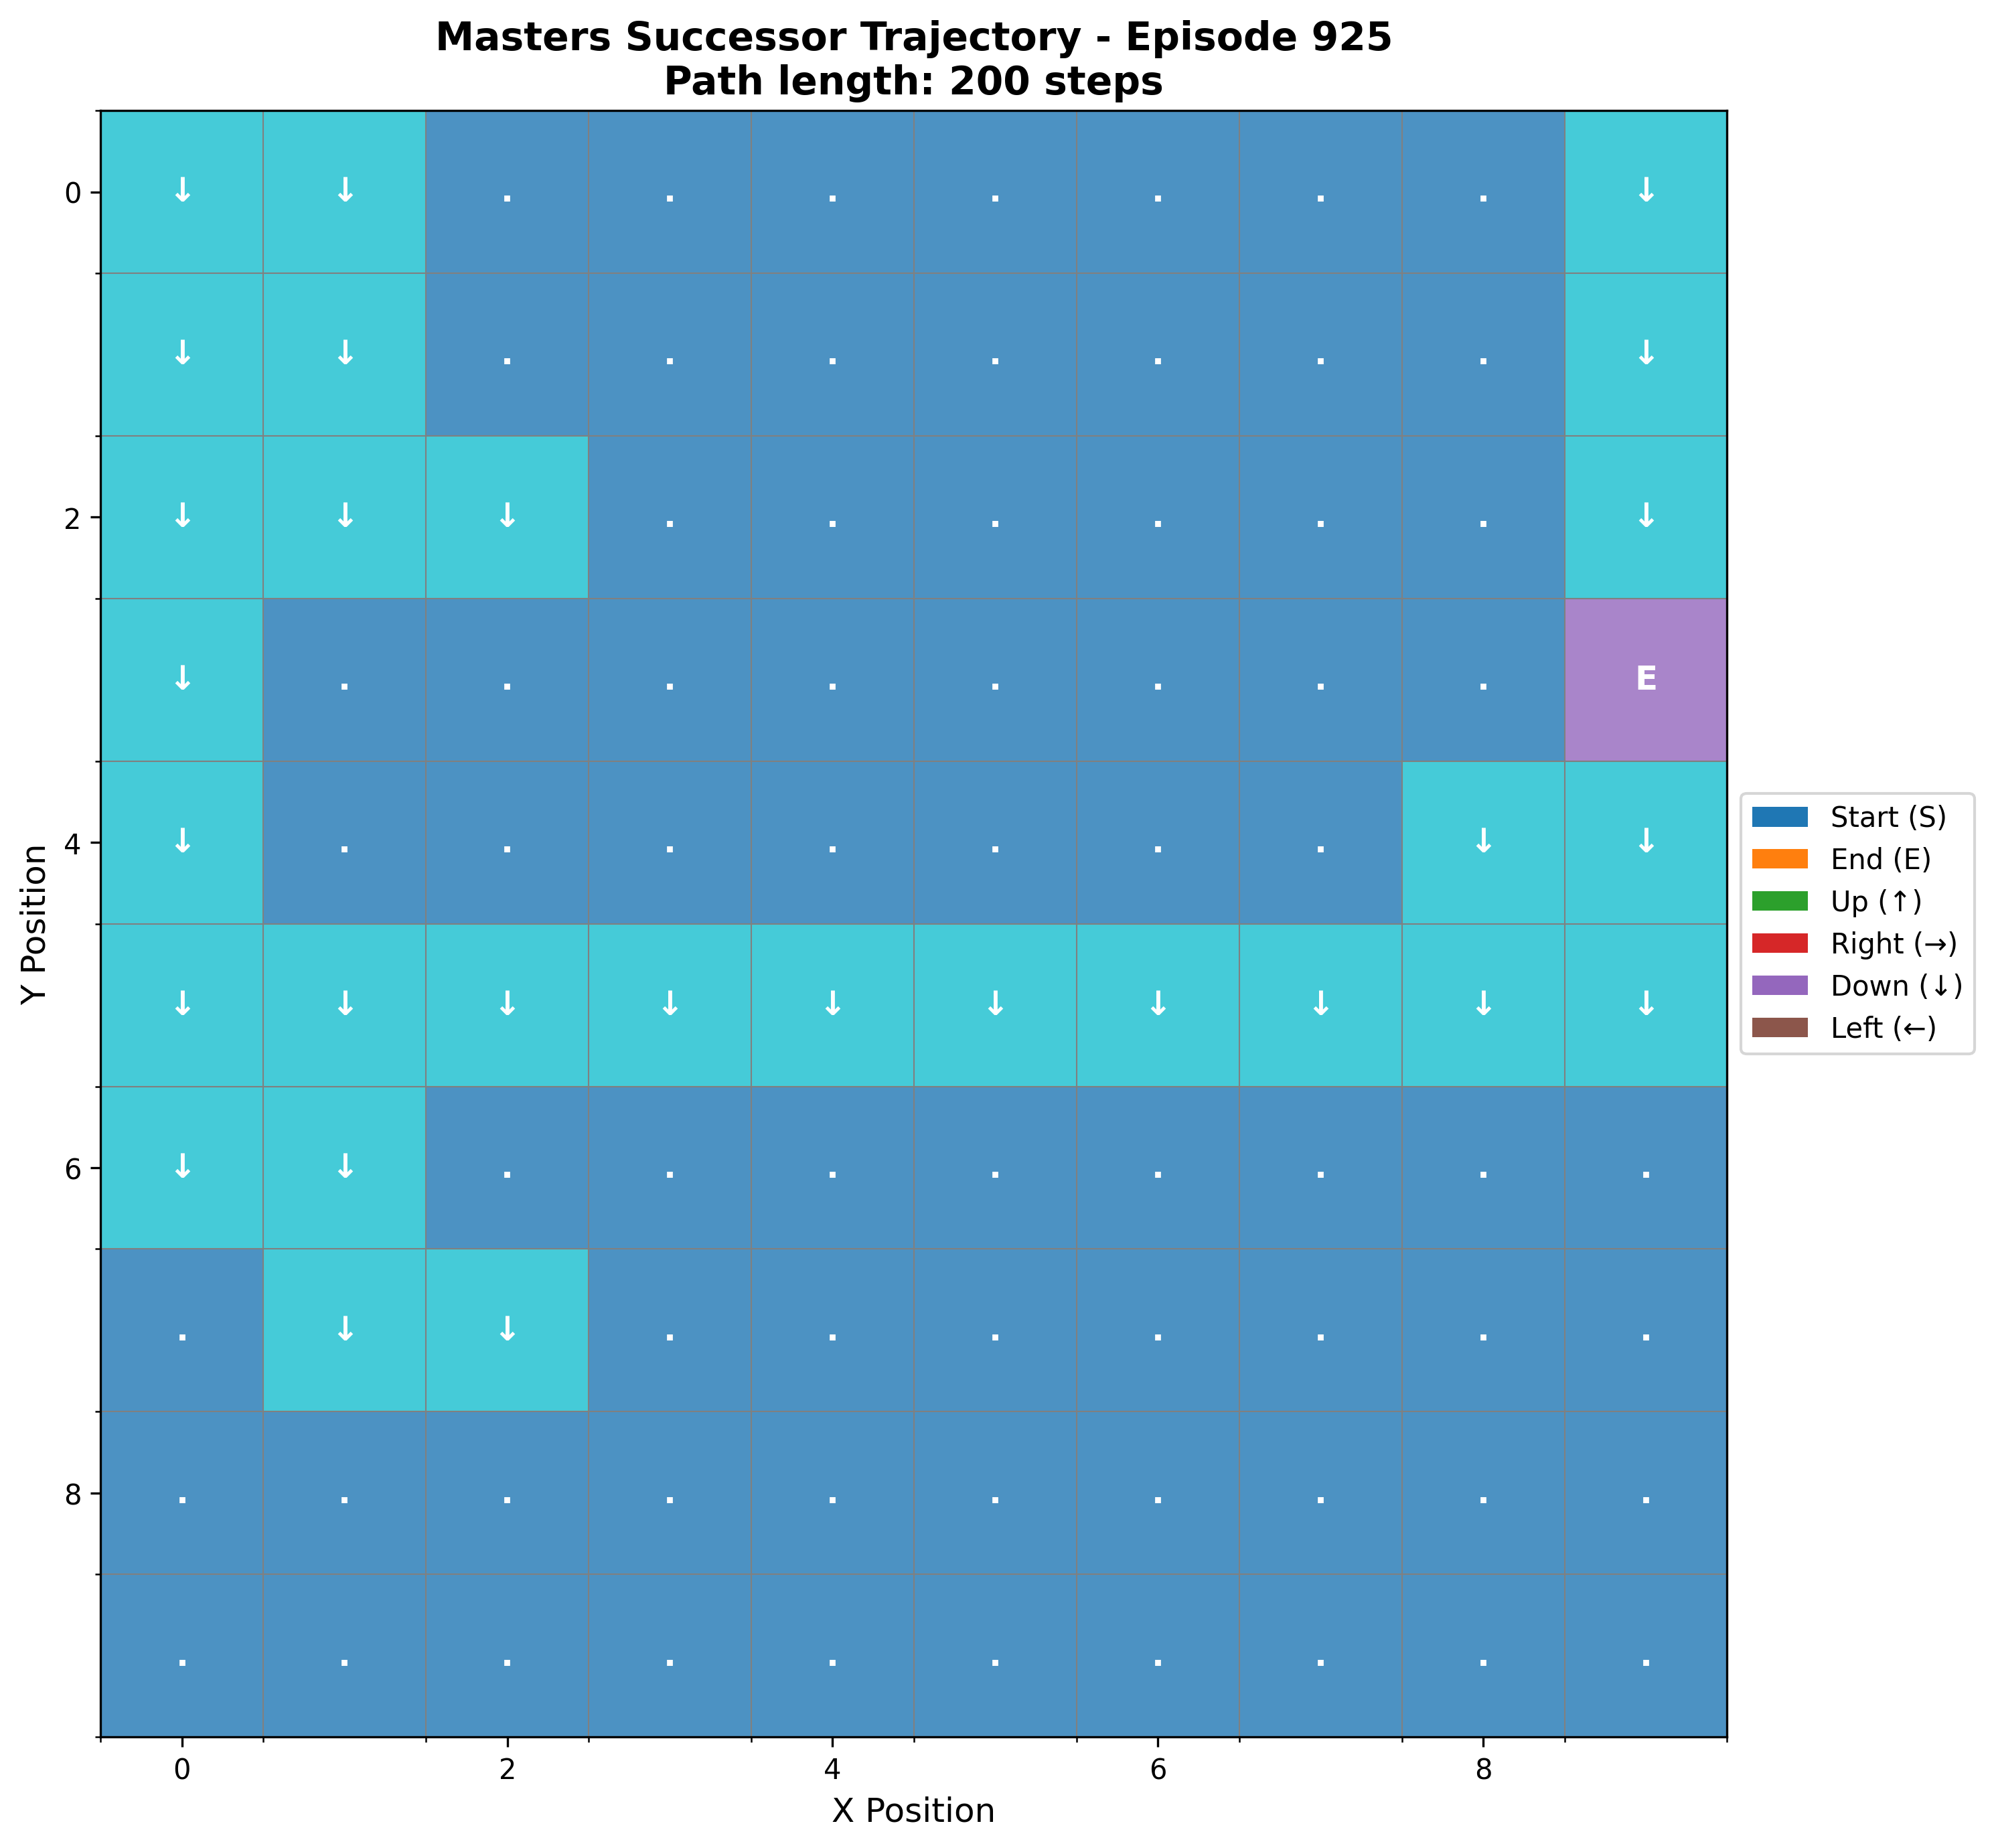 Masters Successor Trajectory - Episode 925
Path length: 200 steps
0 ↓ ↓ . . . . . . . ↓
↓ ↓ . . . . . . . ↓
2 ↓ ↓ ↓ . . . . . . ↓
↓ . . . . . . . . E
4 ↓ . . . . . . . ↓ ↓
↓ ↓ ↓ ↓ ↓ ↓ ↓ ↓ ↓ ↓
6 ↓ ↓ . . . . . . . .
. ↓ ↓ . . . . . . .
8 . . . . . . . . . .
. . . . . . . . . .
0 2 4 6 8
X Position
Y Position
Start (S)
End (E)
Up (↑)
Right (→)
Down (↓)
Left (←)